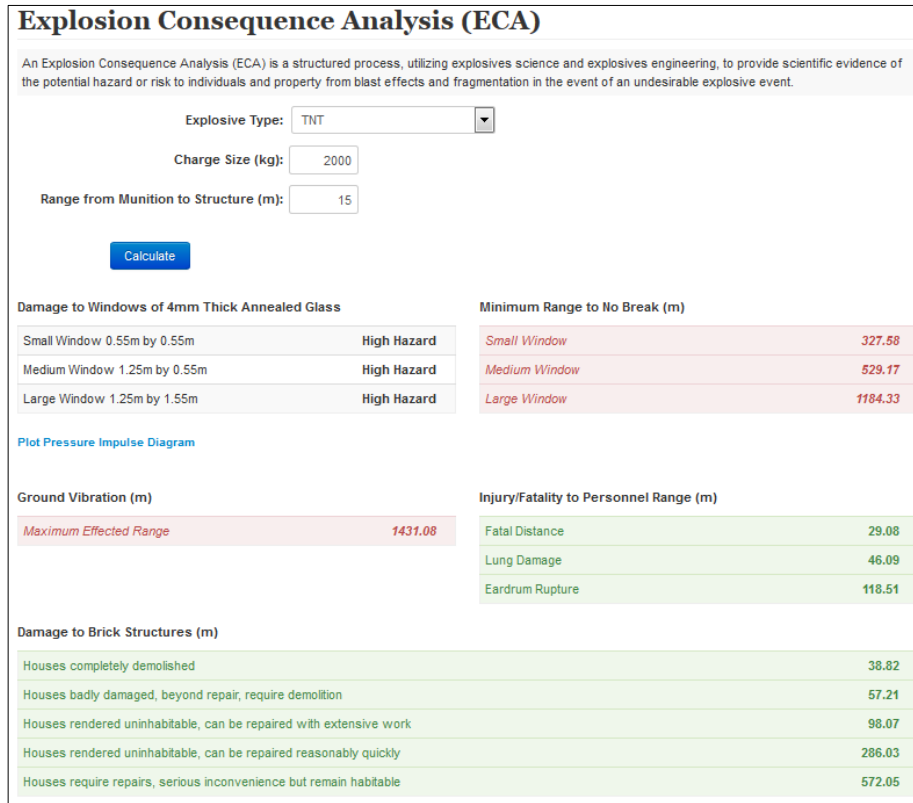 Explosion Consequence Analysis (ECA)
An Explosion Consequence Analysis (ECA) is a structured process, utilizing explosives science and explosives engineering, to provide scientific evidence of
the potential hazard or risk to individuals and property from blast effects and fragmentation in the event of an undesirable explosive event.
Explosive Type: TNT
Charge Size (kg): 2000
Range from Munition to Structure (m): 15
Calculate
Damage to Windows of 4mm Thick Annealed Glass
Small Window 0.55m by 0.55m High Hazard
Medium Window 1.25m by 0.55m High Hazard
Large Window 1.25m by 1.55m High Hazard
Minimum Range to No Break (m)
Small Window 327.58
Medium Window 529.17
Large Window 1184.33
Plot Pressure Impulse Diagram
Ground Vibration (m)
Maximum Effected Range 1431.08
Injury/Fatality to Personnel Range (m)
Fatal Distance 29.08
Lung Damage 46.09
Eardrum Rupture 118.51
Damage to Brick Structures (m)
Houses completely demolished 38.82
Houses badly damaged, beyond repair, require demolition 57.21
Houses rendered uninhabitable, can be repaired with extensive work 98.07
Houses rendered uninhabitable, can be repaired reasonably quickly 286.03
Houses require repairs, serious inconvenience but remain habitable 572.05